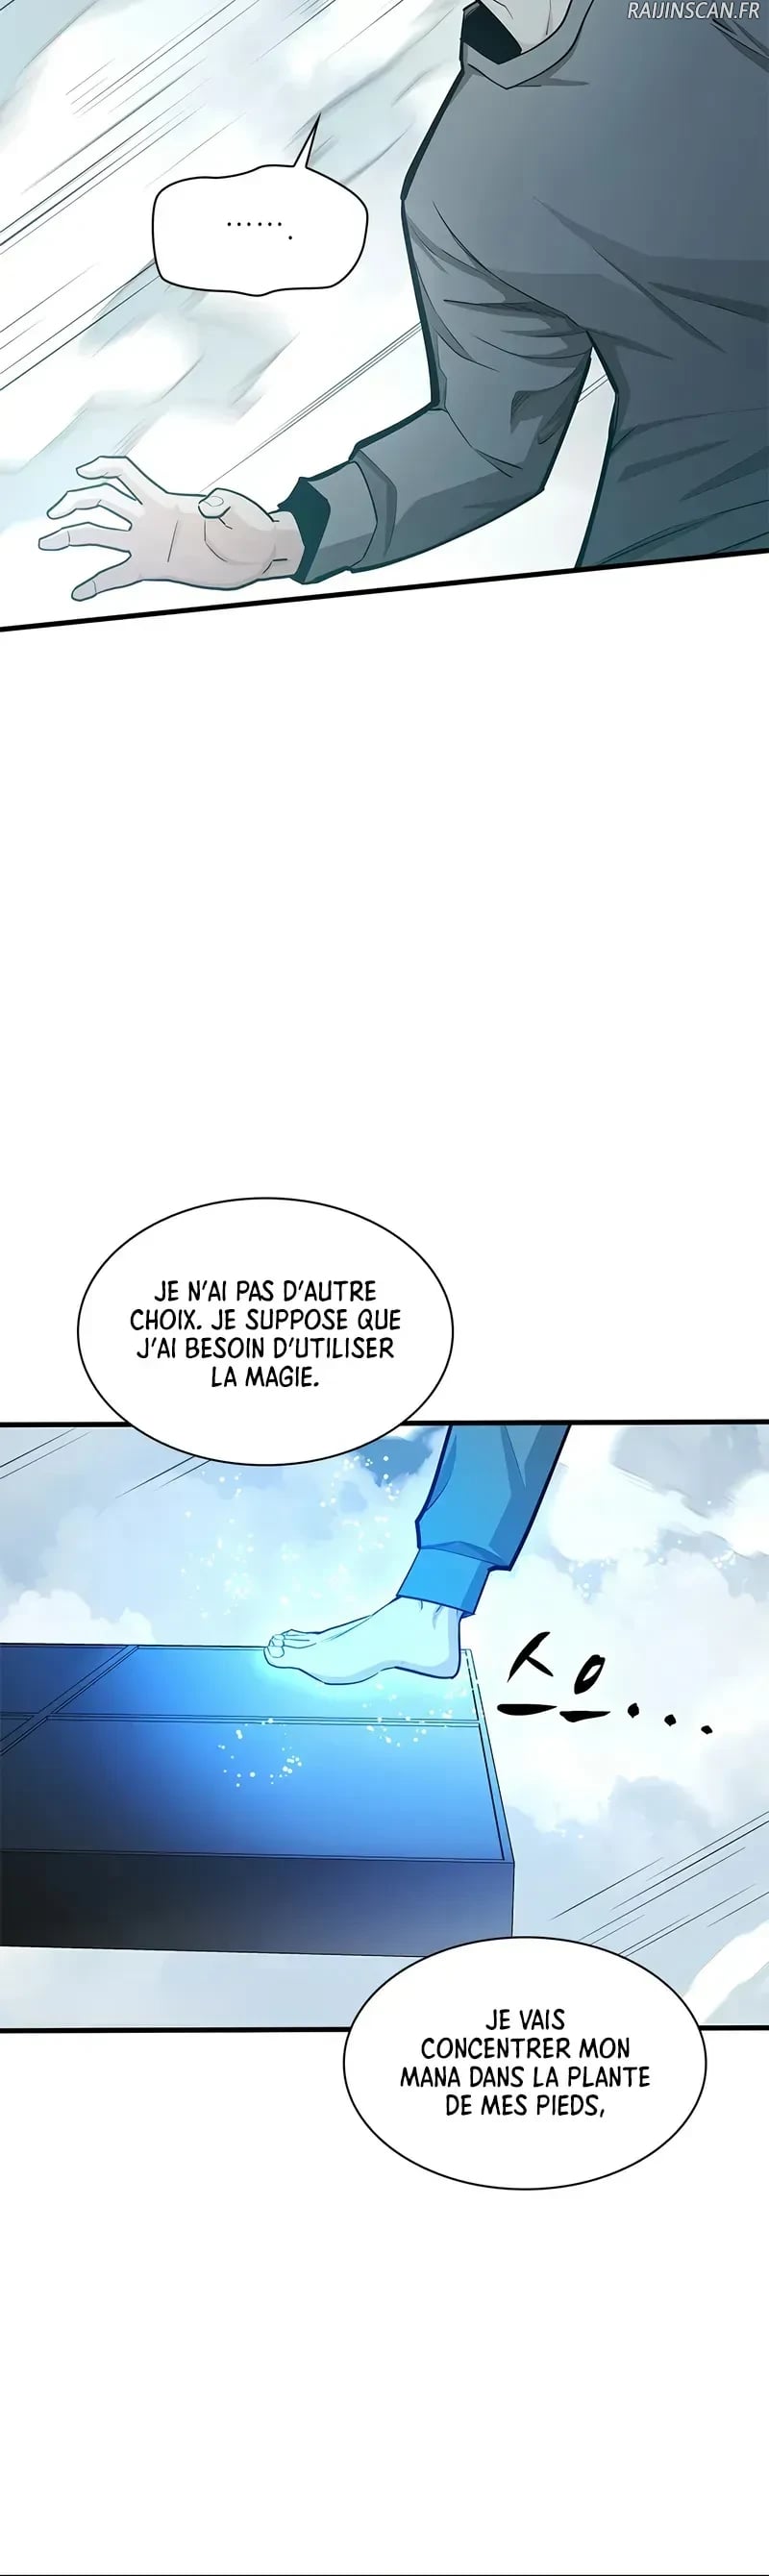 RAIJINSCAN.FR
.......
JE N'AI PAS D'AUTRE
CHOIX. JE SUPPOSE QUE
J'AI BESOIN D'UTILISER
LA MAGIE.
스으...
JE VAIS
CONCENTRER MON
MANA DANS LA PLANTE
DE MES PIEDS,